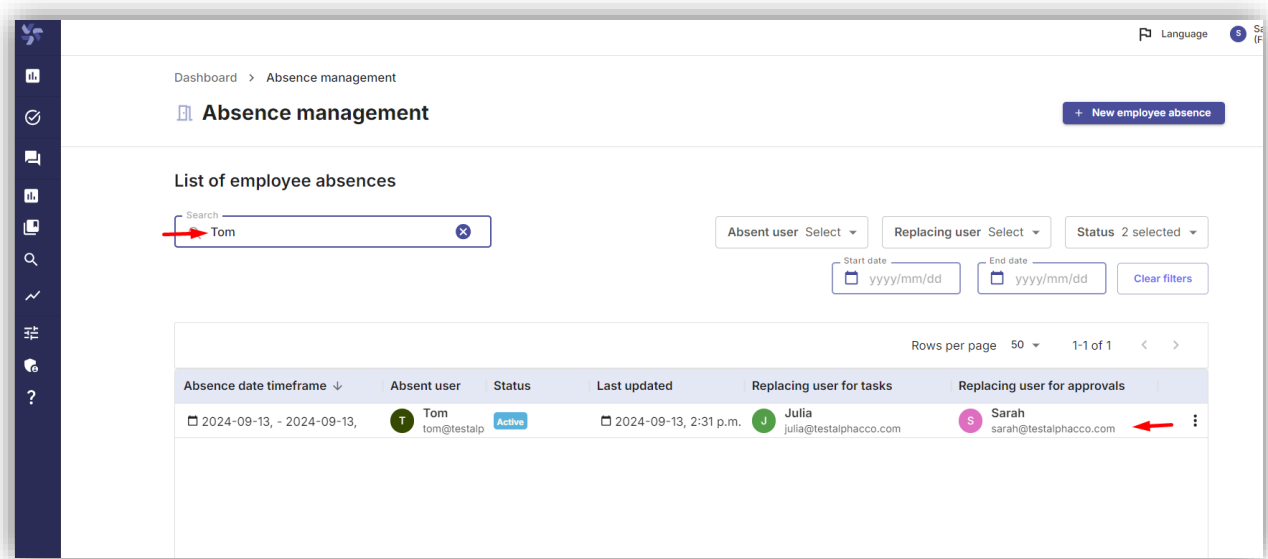 Language
S
Dashboard > Absence management
Absence management
+ New employee absence
List of employee absences
Search
Tom
Absent user Select
Replacing user Select
Status 2 selected
Start date
yyyy/mm/dd
End date
yyyy/mm/dd
Clear filters
Rows per page 50
1-1 of 1
Absence date timeframe ↓ Absent user Status Last updated Replacing user for tasks Replacing user for approvals
2024-09-13, - 2024-09-13,
T
Tom
tom@testalp
Active
2024-09-13, 2:31 p.m.
J
Julia
julia@testalphacco.com
S
Sarah
sarah@testalphacco.com
?